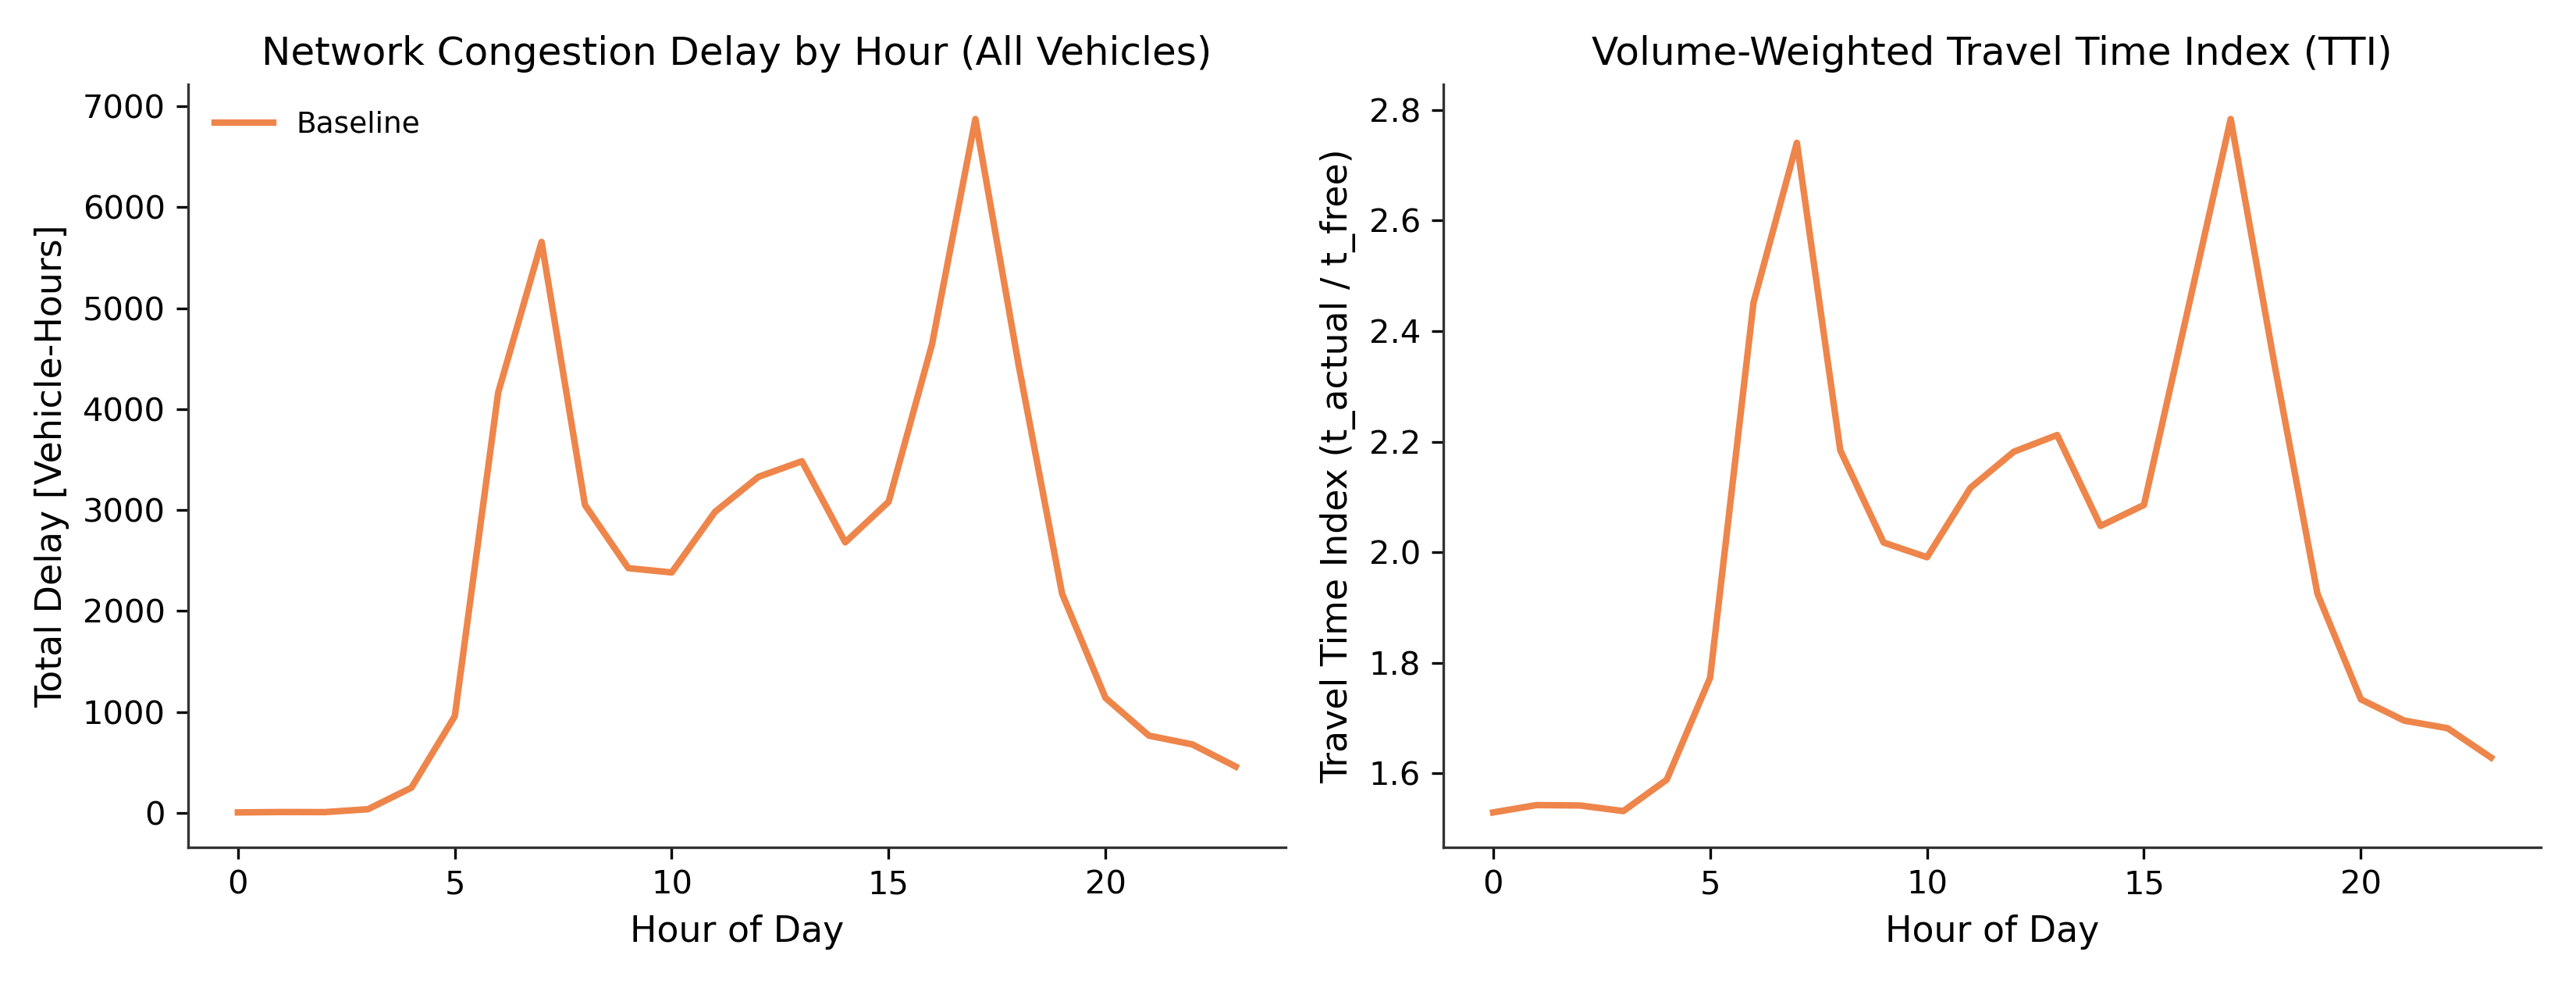 Network Congestion Delay by Hour (All Vehicles)
Baseline
Total Delay [Vehicle-Hours]
7000
6000
5000
4000
3000
2000
1000
0
0 5 10 15 20
Hour of Day
Volume-Weighted Travel Time Index (TTI)
Travel Time Index (t_actual / t_free)
2.8
2.6
2.4
2.2
2.0
1.8
1.6
0 5 10 15 20
Hour of Day